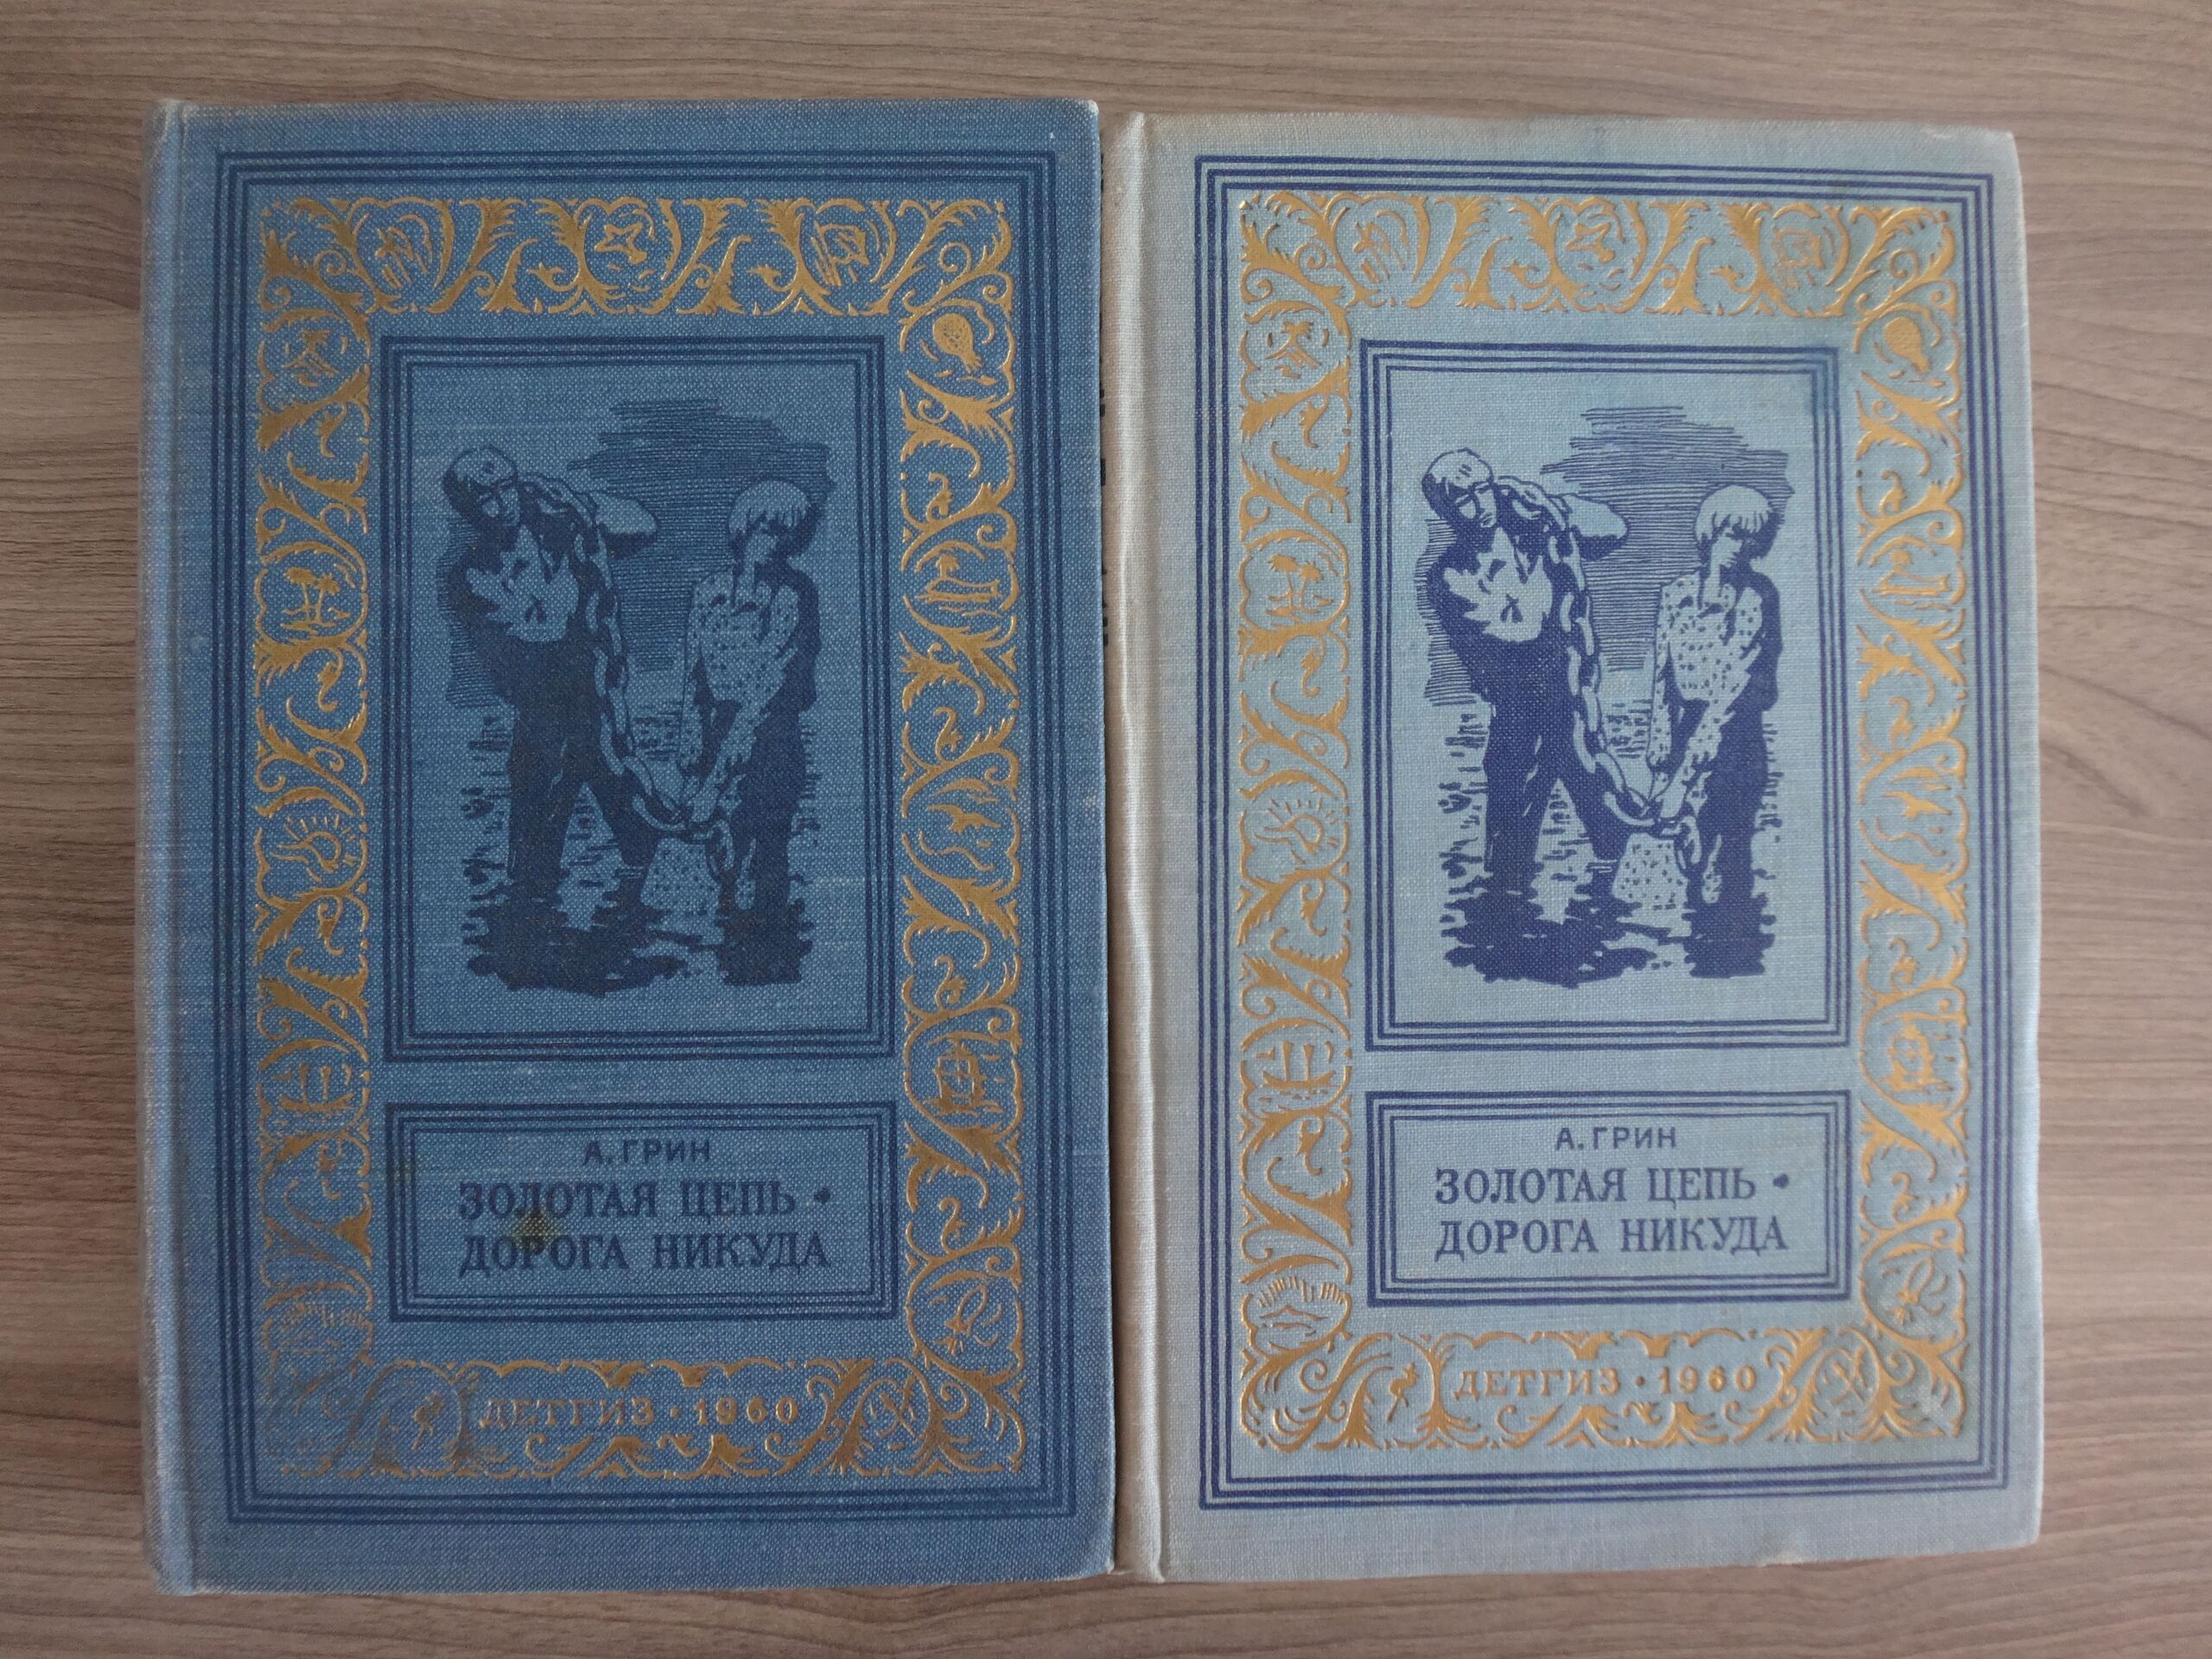 А. ГРИН
ЗОЛОТАЯ ЦЕПЬ •
ДОРОГА НИКУДА
ДЕТГИЗ • 1960
А. ГРИН
ЗОЛОТАЯ ЦЕПЬ •
ДОРОГА НИКУДА
ДЕТГИЗ • 1960